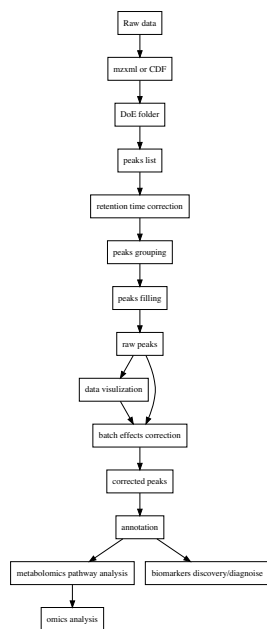 Raw data
mzxml or CDF
DoE folder
peaks list
retention time correction
peaks grouping
peaks filling
raw peaks
data visulization
batch effects correction
corrected peaks
annotation
metabolomics pathway analysis
biomarkers discovery/diagnoise
omics analysis